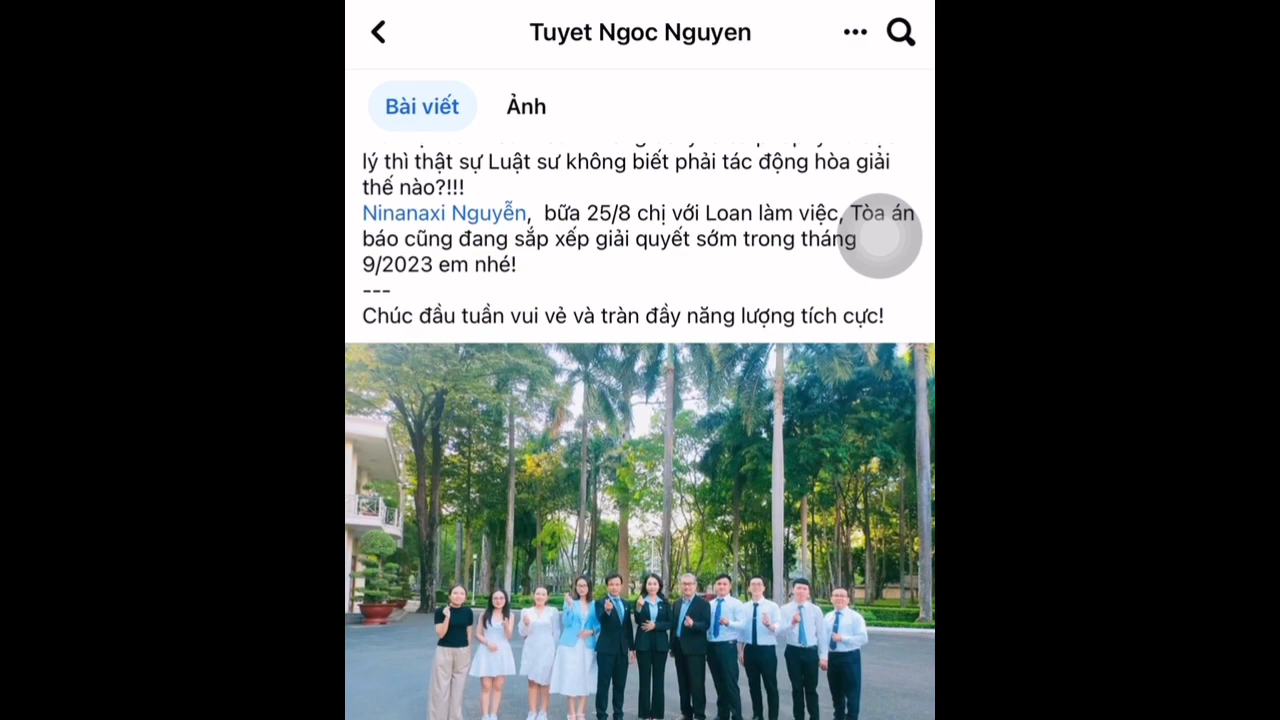 Tuyet Ngoc Nguyen
Bài viết
Ảnh
lý thì thật sự Luật sư không biết phải tác động hòa giải
thế nào?!!!
Ninanaxi Nguyễn, bữa 25/8 chị với Loan làm việc, Tòa án
báo cũng đang sắp xếp giải quyết sớm trong tháng
9/2023 em nhé!
---
Chúc đầu tuần vui vẻ và tràn đầy năng lượng tích cực!